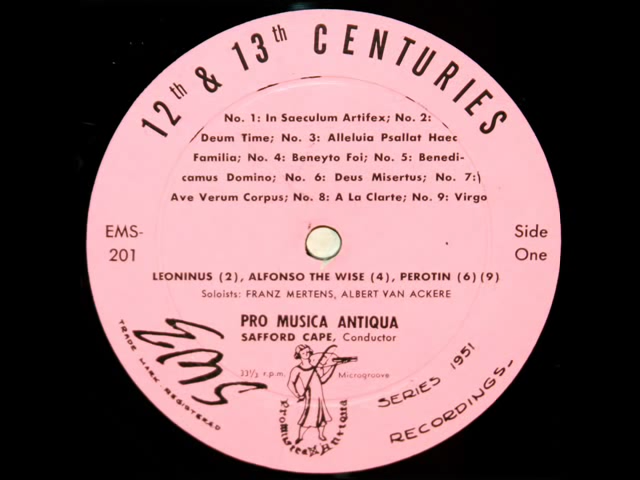 12th & 13th CENTURIES
No. 1: In Saeculum Artifex; No. 2:
Deum Time; No. 3: Alleluia Psallat Haec
Familia; No. 4: Beneyto Foi; No. 5: Benedi-
camus Domino; No. 6: Deus Misertus; No. 7:)
Ave Verum Corpus; No. 8: A La Clarte; No. 9: Virgo
EMS-
201
Side
One
LEONINUS (2), ALFONSO THE WISE (4), PEROTIN (6)(9)
Soloists: FRANZ MERTENS, ALBERT VAN ACKERE
PRO MUSICA ANTIQUA
SAFFORD CAPE, Conductor
33⅓ r.p.m. Microgroove
EMS
TRADE MARK-REGISTERED
Pro Musica Antiqua
SERIES 1951
RECORDINGS_